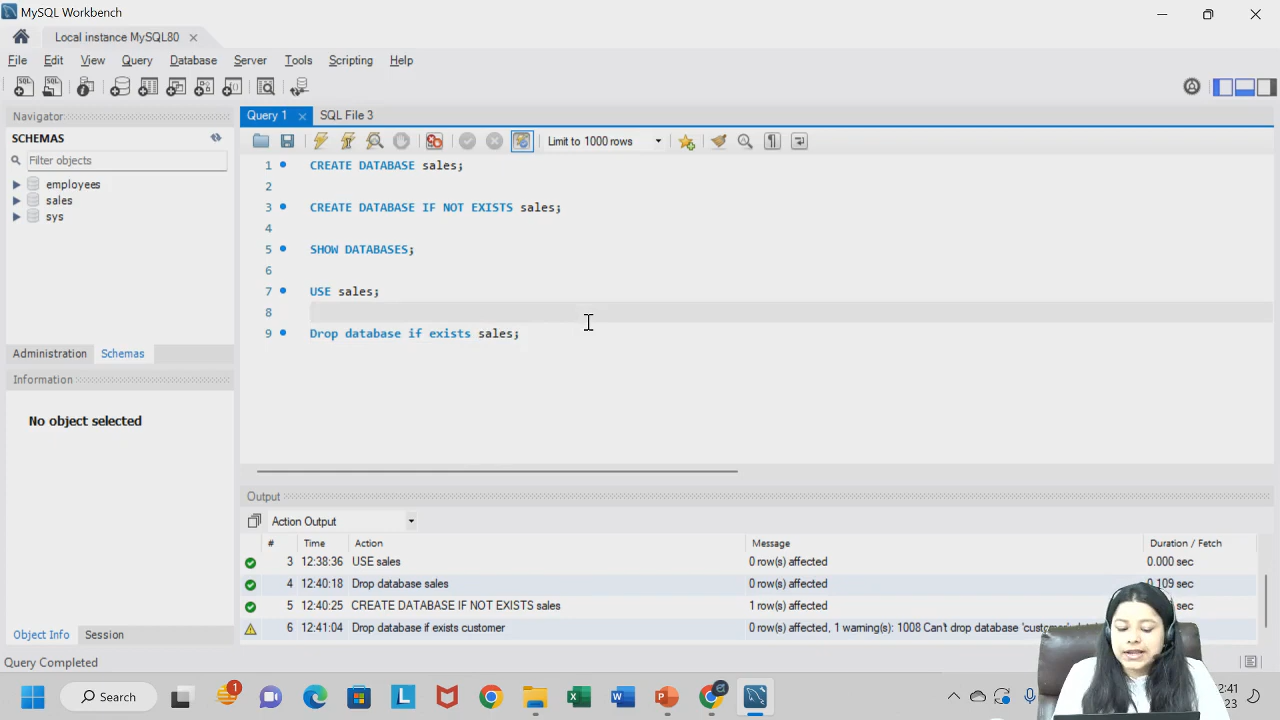 MySQL Workbench
Local instance MySQL80
File Edit View Query Database Server Tools Scripting Help
Navigator
SCHEMAS
Filter objects
employees
sales
sys
Administration Schemas
Information
No object selected
Object Info Session
Query Completed
Query 1 SQL File 3
Limit to 1000 rows
1 CREATE DATABASE sales;
2
3 CREATE DATABASE IF NOT EXISTS sales;
4
5 SHOW DATABASES;
6
7 USE sales;
8
9 Drop database if exists sales;
Output
Action Output
# Time Action Message Duration / Fetch
3 12:38:36 USE sales 0 row(s) affected 0.000 sec
4 12:40:18 Drop database sales 0 row(s) affected 0.109 sec
5 12:40:25 CREATE DATABASE IF NOT EXISTS sales 1 row(s) affected sec
6 12:41:04 Drop database if exists customer 0 row(s) affected, 1 warning(s): 1008 Can't drop database
Search
1